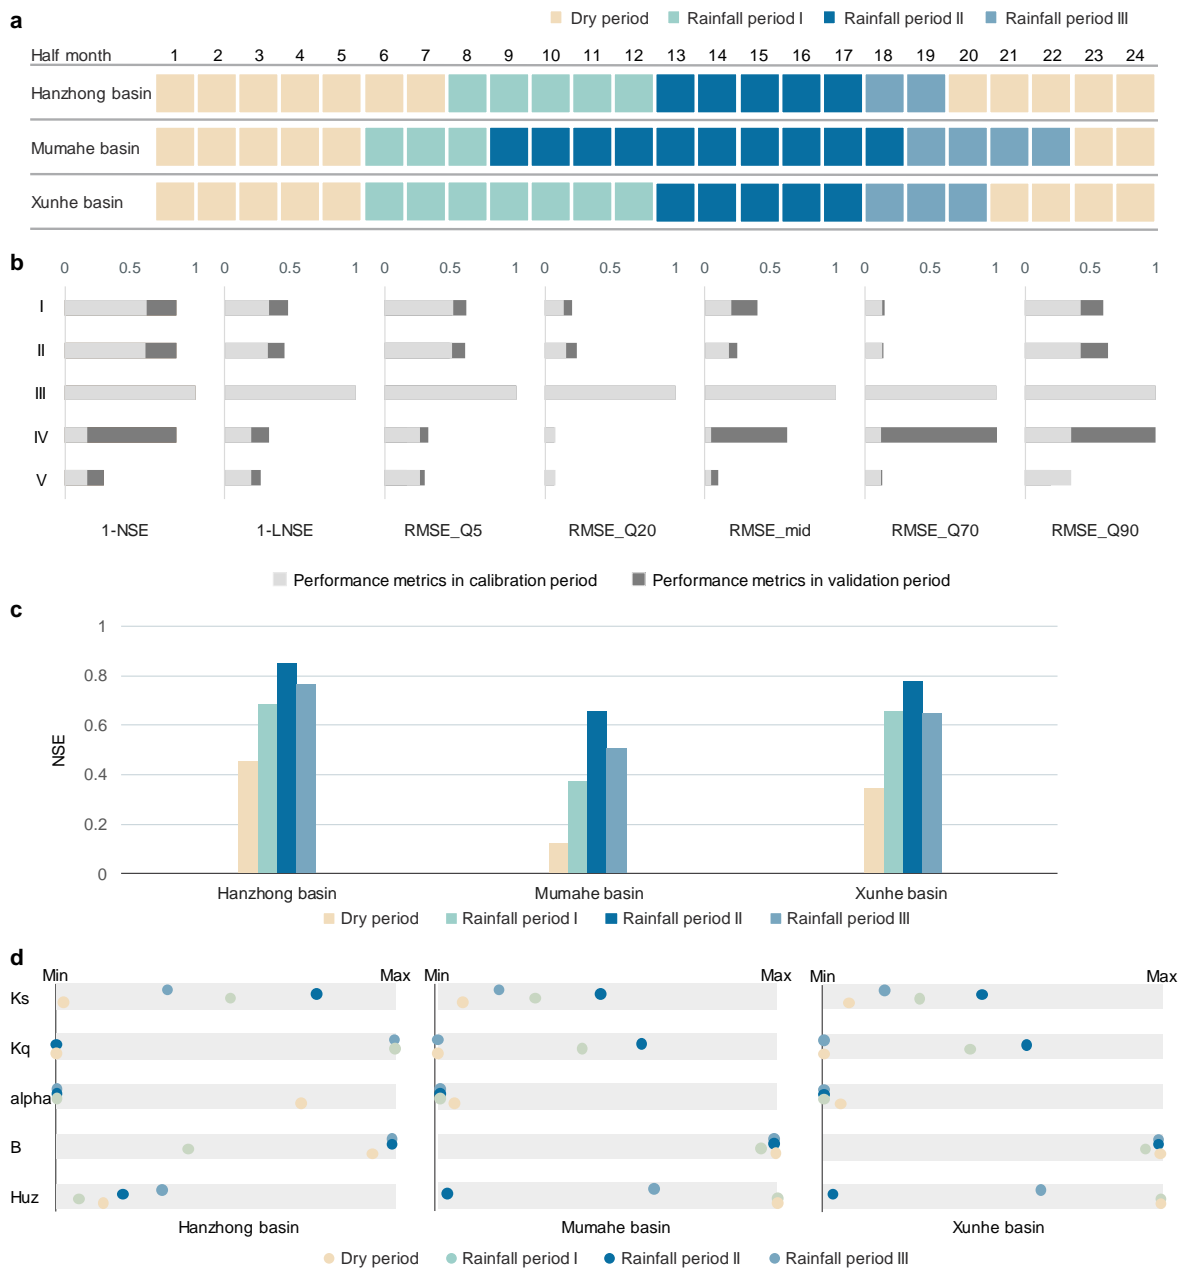 a
Dry period Rainfall period I Rainfall period II Rainfall period III
Half month 1 2 3 4 5 6 7 8 9 10 11 12 13 14 15 16 17 18 19 20 21 22 23 24
Hanzhong basin
Mumahe basin
Xunhe basin
b
0 0.5 1 0 0.5 1 0 0.5 1 0 0.5 1 0 0.5 1 0 0.5 1 0 0.5 1
I
II
III
IV
V
1-NSE 1-LNSE RMSE_Q5 RMSE_Q20 RMSE_mid RMSE_Q70 RMSE_Q90
Performance metrics in calibration period Performance metrics in validation period
c
1
0.8
0.6
0.4
0.2
0
NSE
Hanzhong basin Mumahe basin Xunhe basin
Dry period Rainfall period I Rainfall period II Rainfall period III
d
Min Max Min Max Min Max
Ks
Kq
alpha
B
Huz
Hanzhong basin Mumahe basin Xunhe basin
Dry period Rainfall period I Rainfall period II Rainfall period III